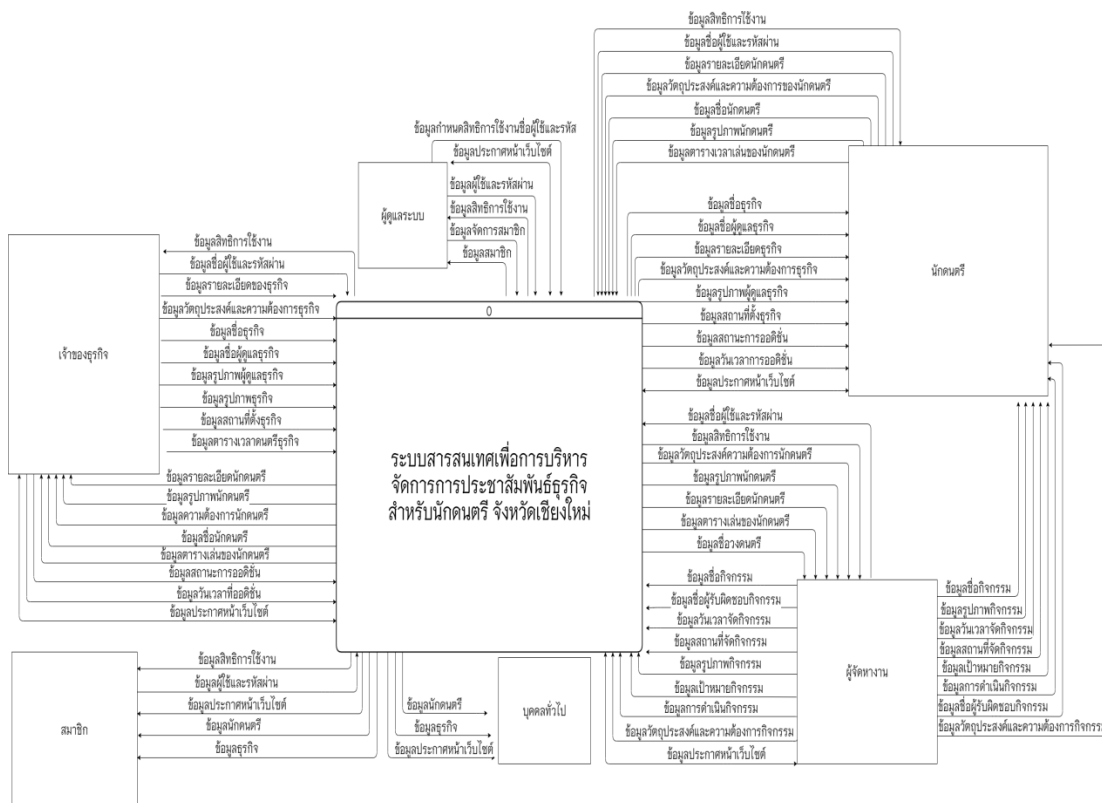 ข้อมูลสิทธิการใช้งาน
ข้อมูลชื่อผู้ใช้และรหัสผ่าน
ข้อมูลรายละเอียดนักดนตรี
ข้อมูลวัตถุประสงค์และความต้องการของนักดนตรี
ข้อมูลชื่อนักดนตรี
ข้อมูลรูปภาพนักดนตรี
ข้อมูลตารางเวลาเล่นของนักดนตรี
ข้อมูลกำหนดสิทธิการใช้งานชื่อผู้ใช้และรหัส
ข้อมูลประกาศหน้าเว็บไซต์
ผู้ดูแลระบบ
ข้อมูลผู้ใช้และรหัสผ่าน
ข้อมูลสิทธิการใช้งาน
ข้อมูลจัดการสมาชิก
ข้อมูลสมาชิก
นักดนตรี
ข้อมูลชื่อธุรกิจ
ข้อมูลชื่อผู้ดูแลธุรกิจ
ข้อมูลรายละเอียดธุรกิจ
ข้อมูลวัตถุประสงค์และความต้องการธุรกิจ
ข้อมูลรูปภาพผู้ดูแลธุรกิจ
ข้อมูลสถานที่ตั้งธุรกิจ
ข้อมูลสถานะการออดิชั่น
ข้อมูลวันเวลาการออดิชั่น
ข้อมูลประกาศหน้าเว็บไซต์
เจ้าของธุรกิจ
ข้อมูลสิทธิการใช้งาน
ข้อมูลชื่อผู้ใช้และรหัสผ่าน
ข้อมูลรายละเอียดของธุรกิจ
ข้อมูลวัตถุประสงค์และความต้องการธุรกิจ
ข้อมูลชื่อธุรกิจ
ข้อมูลชื่อผู้ดูแลธุรกิจ
ข้อมูลรูปภาพผู้ดูแลธุรกิจ
ข้อมูลรูปภาพธุรกิจ
ข้อมูลสถานที่ตั้งธุรกิจ
ข้อมูลตารางเวลาดนตรีธุรกิจ
ข้อมูลรายละเอียดนักดนตรี
ข้อมูลรูปภาพนักดนตรี
ข้อมูลความต้องการนักดนตรี
ข้อมูลชื่อนักดนตรี
ข้อมูลตารางเล่นของนักดนตรี
ข้อมูลสถานะการออดิชั่น
ข้อมูลวันเวลาที่ออดิชั่น
ข้อมูลประกาศหน้าเว็บไซต์
0
ระบบสารสนเทศเพื่อการบริหาร
จัดการการประชาสัมพันธ์ธุรกิจ
สำหรับนักดนตรี จังหวัดเชียงใหม่
ข้อมูลชื่อผู้ใช้และรหัสผ่าน
ข้อมูลสิทธิการใช้งาน
ข้อมูลวัตถุประสงค์ความต้องการนักดนตรี
ข้อมูลรูปภาพนักดนตรี
ข้อมูลรายละเอียดนักดนตรี
ข้อมูลตารางเล่นของนักดนตรี
ข้อมูลชื่อวงดนตรี
ข้อมูลชื่อกิจกรรม
ข้อมูลชื่อผู้รับผิดชอบกิจกรรม
ข้อมูลวันเวลาจัดกิจกรรม
ข้อมูลสถานที่จัดกิจกรรม
ข้อมูลรูปภาพกิจกรรม
ข้อมูลเป้าหมายกิจกรรม
ข้อมูลการดำเนินกิจกรรม
ข้อมูลวัตถุประสงค์และความต้องการกิจกรรม
ข้อมูลประกาศหน้าเว็บไซต์
ผู้จัดหางาน
ข้อมูลชื่อกิจกรรม
ข้อมูลรูปภาพกิจกรรม
ข้อมูลวันเวลาจัดกิจกรรม
ข้อมูลสถานที่จัดกิจกรรม
ข้อมูลเป้าหมายกิจกรรม
ข้อมูลการดำเนินกิจกรรม
ข้อมูลชื่อผู้รับผิดชอบกิจกรรม
ข้อมูลวัตถุประสงค์และความต้องการกิจกรรม
สมาชิก
ข้อมูลสิทธิการใช้งาน
ข้อมูลผู้ใช้และรหัสผ่าน
ข้อมูลประกาศหน้าเว็บไซต์
ข้อมูลนักดนตรี
ข้อมูลธุรกิจ
ข้อมูลนักดนตรี
ข้อมูลธุรกิจ
ข้อมูลประกาศหน้าเว็บไซต์
บุคคลทั่วไป